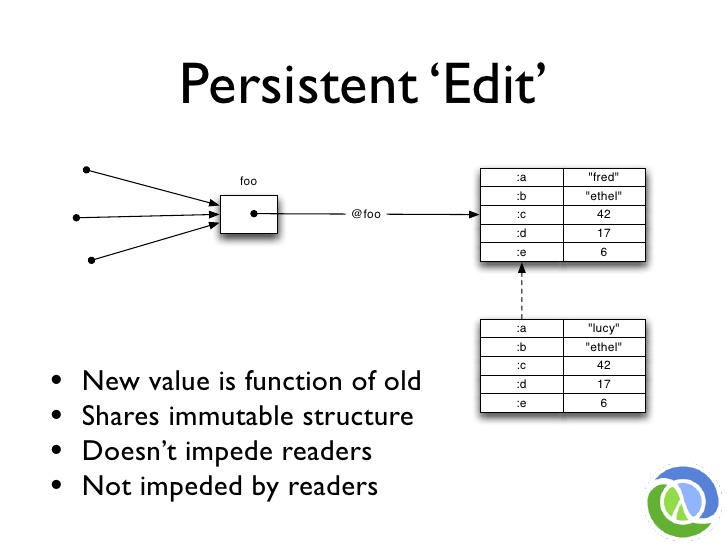 Persistent ‘Edit’
foo
@foo
:a "fred"
:b "ethel"
:c 42
:d 17
:e 6
:a "lucy"
:b "ethel"
:c 42
:d 17
:e 6
• New value is function of old
• Shares immutable structure
• Doesn’t impede readers
• Not impeded by readers
λ